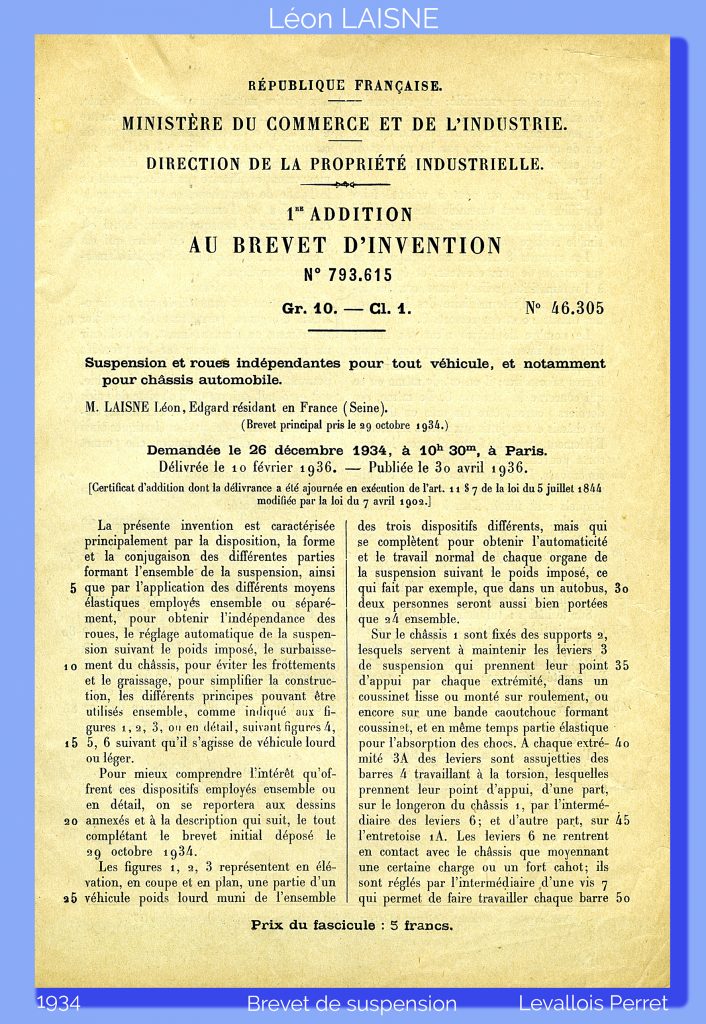 Léon LAISNE
RÉPUBLIQUE FRANÇAISE.
MINISTÈRE DU COMMERCE ET DE L'INDUSTRIE.
DIRECTION DE LA PROPRIÉTÉ INDUSTRIELLE.
1RE ADDITION
AU BREVET D'INVENTION
N° 793.615
Gr. 10. — Cl. 1.
N° 46.305
Suspension et roues indépendantes pour tout véhicule, et notamment
pour châssis automobile.
M. LAISNE Léon, Edgard résidant en France (Seine).
(Brevet principal pris le 29 octobre 1934.)
Demandée le 26 décembre 1934, à 10h 30m, à Paris.
Délivrée le 10 février 1936. — Publiée le 30 avril 1936.
[Certificat d'addition dont la délivrance a été ajournée en exécution de l'art. 11 § 7 de la loi du 5 juillet 1844
modifiée par la loi du 7 avril 1902.]
La présente invention est caractérisée
principalement par la disposition, la forme
et la conjugaison des différentes parties
formant l'ensemble de la suspension, ainsi
5 que par l'application des différents moyens
élastiques employés ensemble ou séparé-
ment, pour obtenir l'indépendance des
roues, le réglage automatique de la suspen-
sion suivant le poids imposé, le surbaisse-
10 ment du châssis, pour éviter les frottements
et le graissage, pour simplifier la construc-
tion, les différents principes pouvant être
utilisés ensemble, comme indiqué aux fi-
gures 1, 2, 3, ou en détail, suivant figures 4,
15 5, 6 suivant qu'il s'agisse de véhicule lourd
ou léger.
Pour mieux comprendre l'intérêt qu'of-
frent ces dispositifs employés ensemble ou
en détail, on se reportera aux dessins
20 annexés et à la description qui suit, le tout
complétant le brevet initial déposé le
29 octobre 1934.
Les figures 1, 2, 3 représentent en élé-
vation, en coupe et en plan, une partie d'un
25 véhicule poids lourd muni de l'ensemble
des trois dispositifs différents, mais qui
se complètent pour obtenir l'automaticité
et le travail normal de chaque organe de
la suspension suivant le poids imposé, ce
qui fait par exemple, que dans un autobus, 30
deux personnes seront aussi bien portées
que 24 ensemble.
Sur le châssis 1 sont fixés des supports 2,
lesquels servent à maintenir les leviers 3
de suspension qui prennent leur point 35
d'appui par chaque extrémité, dans un
coussinet lisse ou monté sur roulement, ou
encore sur une bande caoutchouc formant
coussinet, et en même temps partie élastique
pour l'absorption des chocs. A chaque extré- 40
mité 3A des leviers sont assujetties des
barres 4 travaillant à la torsion, lesquelles
prennent leur point d'appui, d'une part,
sur le longeron du châssis 1, par l'intermé-
diaire des leviers 6; et d'autre part, sur 45
l'entretoise 1A. Les leviers 6 ne rentrent
en contact avec le châssis que moyennant
une certaine charge ou un fort cahot; ils
sont réglés par l'intermédiaire d'une vis 7
qui permet de faire travailler chaque barre 50
Prix du fascicule : 5 francs.
1934
Brevet de suspension
Levallois Perret